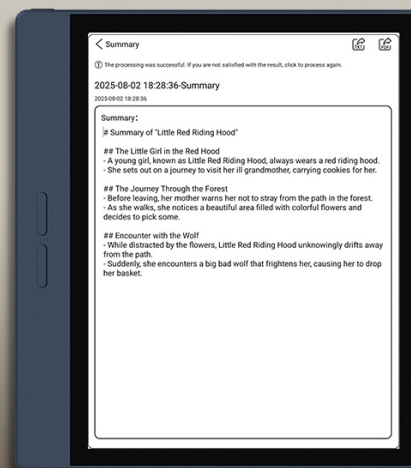 Summary
TXT
PDF
The processing was successful. If you are not satisfied with the result, click to process again.
2025-08-02 18:28:36-Summary
2025-08-02 18:28:36
Summary:
# Summary of "Little Red Riding Hood"
## The Little Girl in the Red Hood
- A young girl, known as Little Red Riding Hood, always wears a red riding hood.
- She sets out on a journey to visit her ill grandmother, carrying cookies for her.
## The Journey Through the Forest
- Before leaving, her mother warns her not to stray from the path in the forest.
- As she walks, she notices a beautiful area filled with colorful flowers and
decides to pick some.
## Encounter with the Wolf
- While distracted by the flowers, Little Red Riding Hood unknowingly drifts away
from the path.
- Suddenly, she encounters a big bad wolf that frightens her, causing her to drop
her basket.